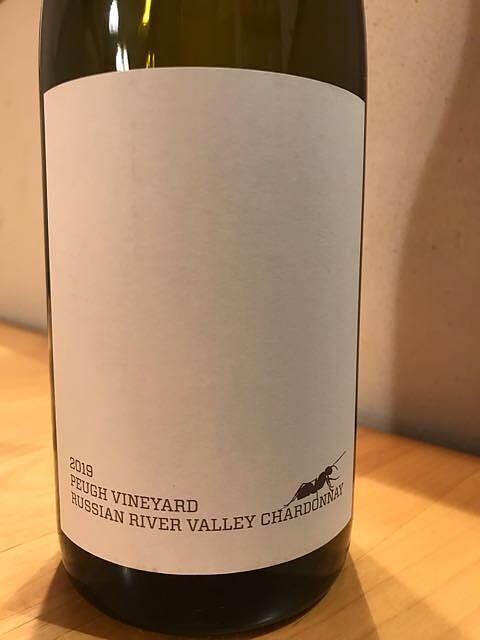 2019
PEUGH VINEYARD
RUSSIAN RIVER VALLEY CHARDONNAY